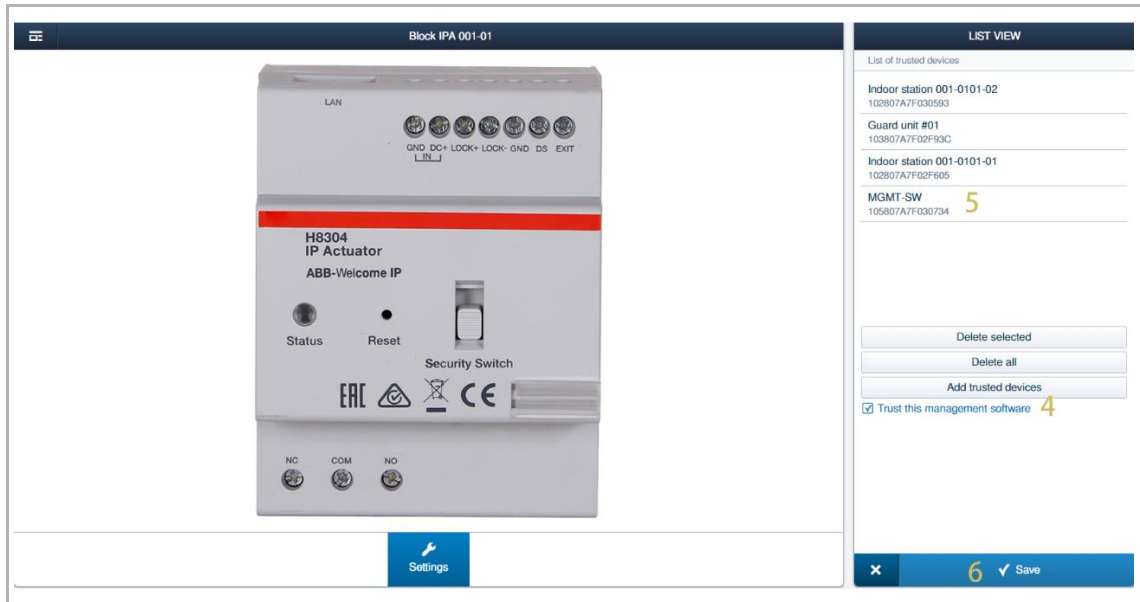 Block IPA 001-01
LAN
GND DC+ LOCK+ LOCK- GND DS EXIT
IN
H8304
IP Actuator
ABB-Welcome IP
Status
Reset
Security Switch
EAC
CE
NC COM NO
Settings
LIST VIEW
List of trusted devices
Indoor station 001-0101-02
102807A7F030593
Guard unit #01
103807A7F02F93C
Indoor station 001-0101-01
102807A7F02F605
MGMT-SW
105807A7F030734
5
Delete selected
Delete all
Add trusted devices
Trust this management software
4
6
Save